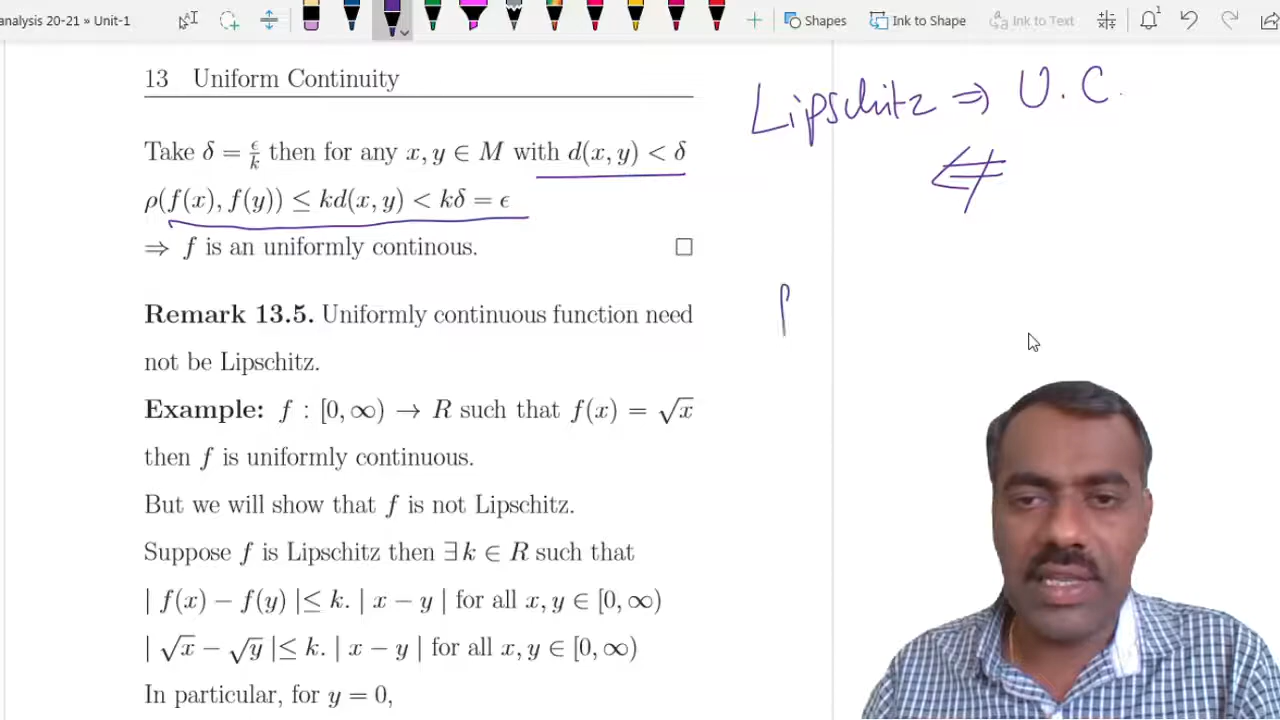 analysis 20-21 » Unit-1
Shapes
Ink to Shape
Ink to Text
1
13 Uniform Continuity
Take δ = ϵ/k then for any x, y ∈ M with d(x, y) < δ
ρ(f(x), f(y)) ≤ kd(x, y) < kδ = ϵ
⇒ f is an uniformly continous.
□
Remark 13.5. Uniformly continuous function need
not be Lipschitz.
Example: f : [0, ∞) → R such that f(x) = √x
then f is uniformly continuous.
But we will show that f is not Lipschitz.
Suppose f is Lipschitz then ∃ k ∈ R such that
| f(x) − f(y) |≤ k. | x − y | for all x, y ∈ [0, ∞)
| √x − √y |≤ k. | x − y | for all x, y ∈ [0, ∞)
In particular, for y = 0,
Lipschitz ⇒ U.C.
⇍